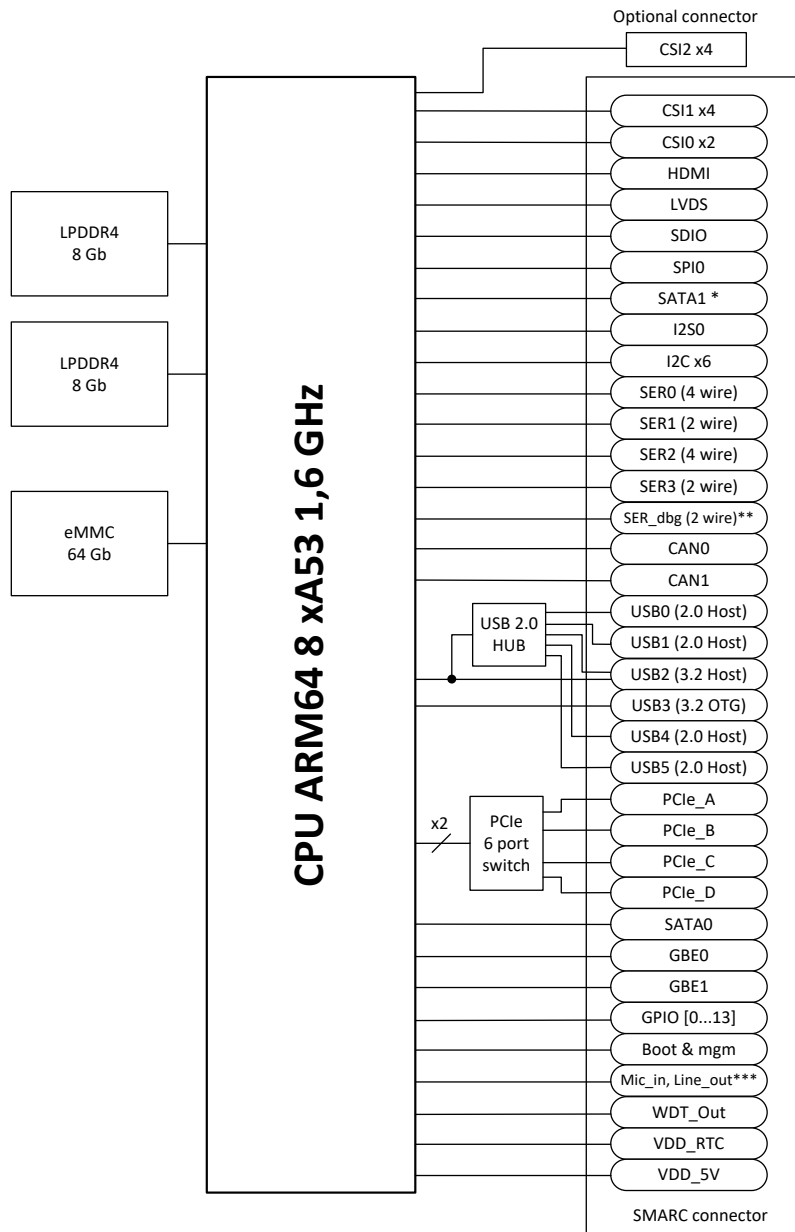 Optional connector
CSI2 x4
CSI1 x4
CSI0 x2
HDMI
LVDS
SDIO
SPI0
SATA1 *
I2S0
I2C x6
SER0 (4 wire)
SER1 (2 wire)
SER2 (4 wire)
SER3 (2 wire)
SER_dbg (2 wire)**
CAN0
CAN1
USB0 (2.0 Host)
USB1 (2.0 Host)
USB2 (3.2 Host)
USB3 (3.2 OTG)
USB4 (2.0 Host)
USB5 (2.0 Host)
PCIe_A
PCIe_B
PCIe_C
PCIe_D
SATA0
GBE0
GBE1
GPIO [0...13]
Boot & mgm
Mic_in, Line_out***
WDT_Out
VDD_RTC
VDD_5V
SMARC connector
LPDDR4
8 Gb
LPDDR4
8 Gb
eMMC
64 Gb
CPU ARM64 8 xA53 1,6 GHz
USB 2.0
HUB
x2
PCIe
6 port
switch